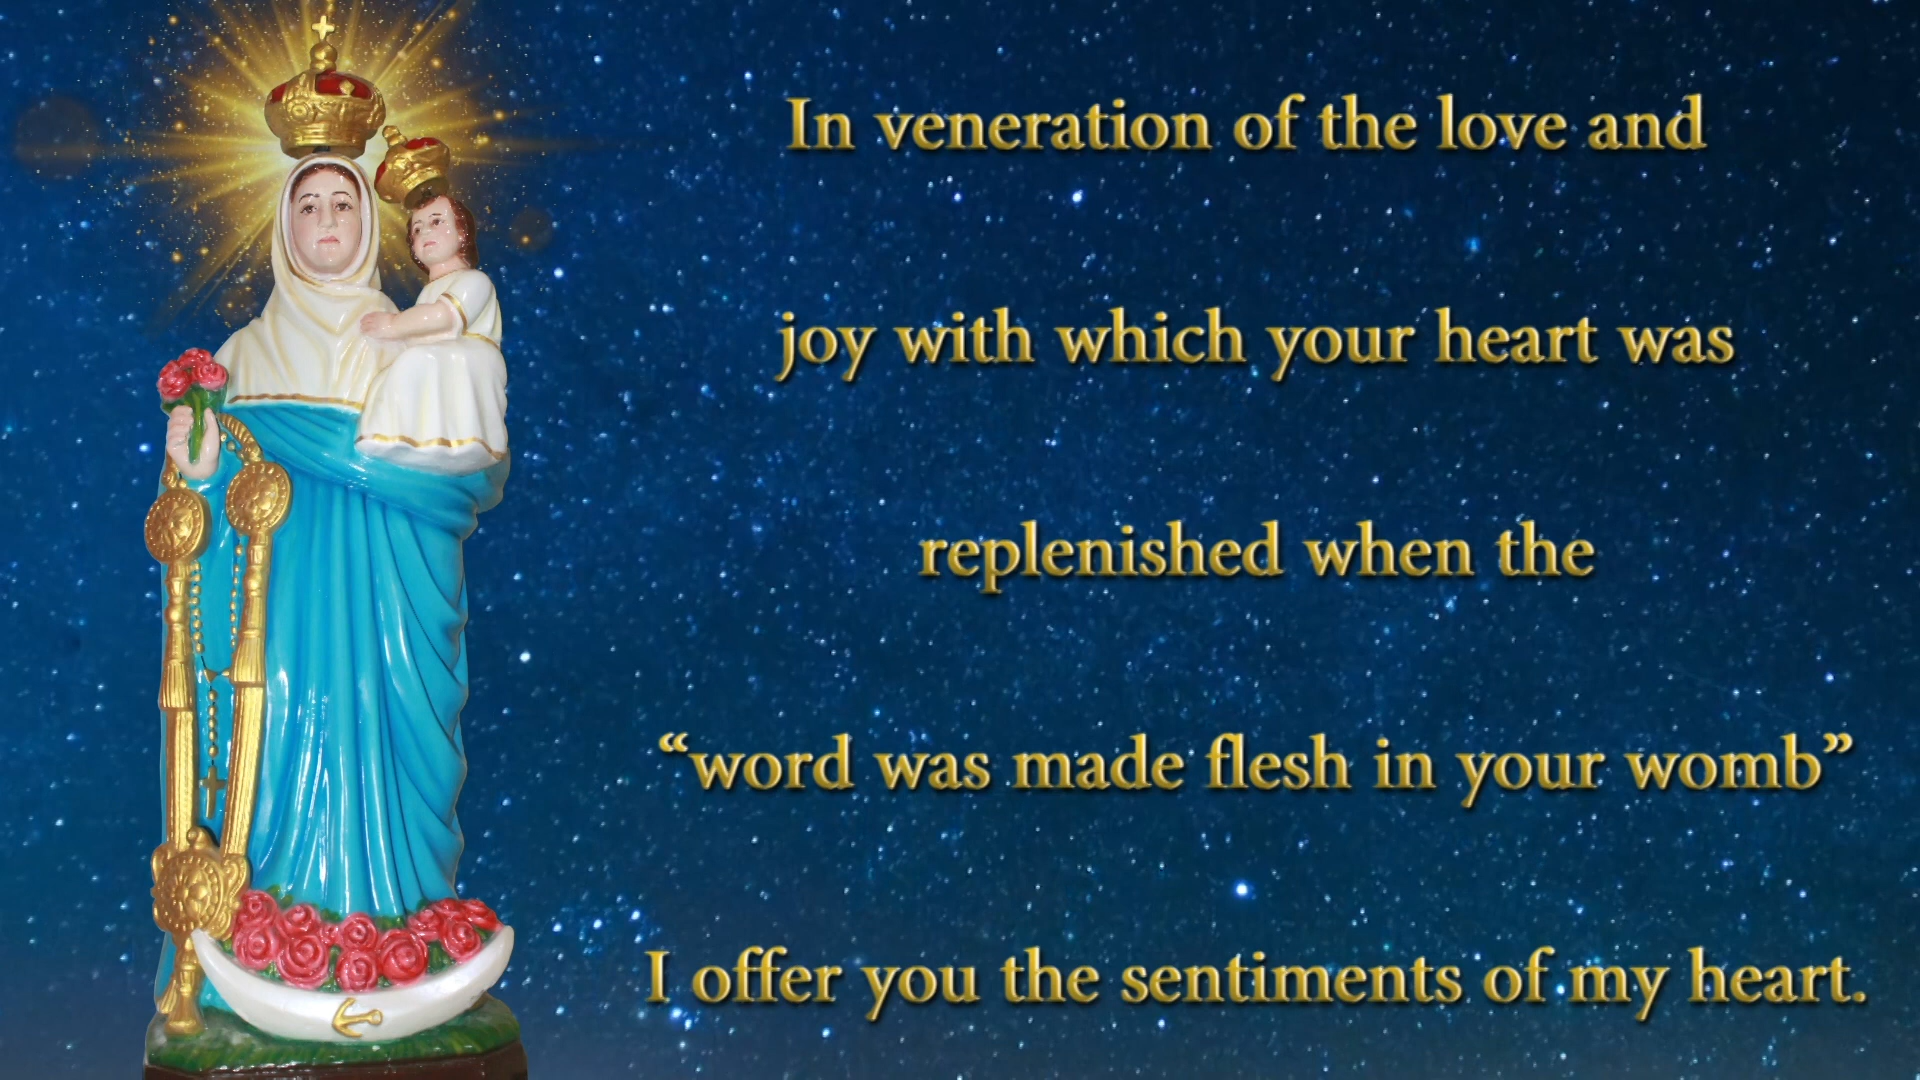 In veneration of the love and
joy with which your heart was
replenished when the
“word was made flesh in your womb”
I offer you the sentiments of my heart.